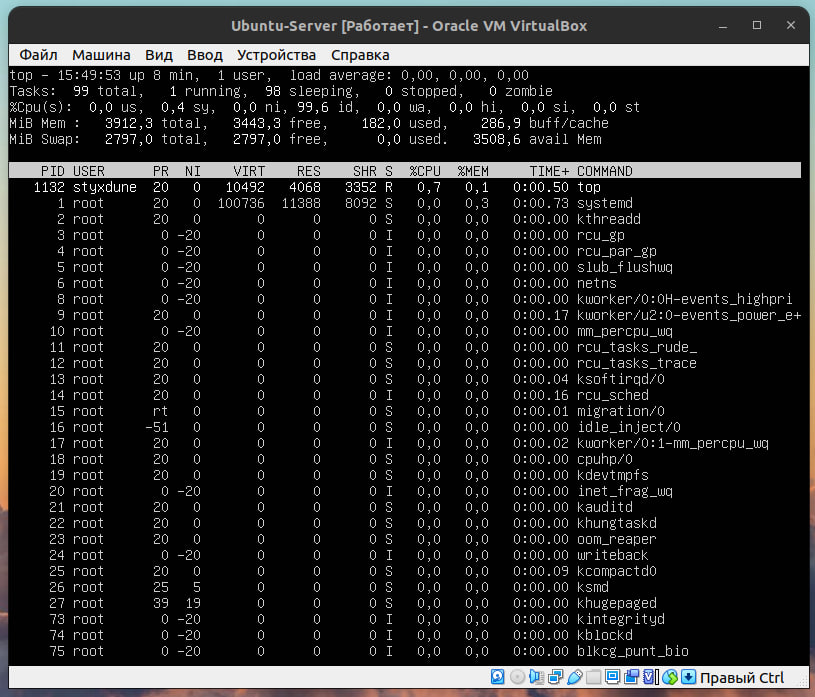 Ubuntu-Server [Работает] - Oracle VM VirtualBox
Файл Машина Вид Ввод Устройства Справка
top - 15:49:53 up 8 min,  1 user,  load average: 0,00, 0,00, 0,00
Tasks:  99 total,   1 running,  98 sleeping,   0 stopped,   0 zombie
%Cpu(s):  0,0 us,  0,4 sy,  0,0 ni, 99,6 id,  0,0 wa,  0,0 hi,  0,0 si,  0,0 st
MiB Mem :   3912,3 total,   3443,3 free,    182,0 used,    286,9 buff/cache
MiB Swap:   2797,0 total,   2797,0 free,      0,0 used.   3508,6 avail Mem
PID USER PR NI VIRT RES SHR S %CPU %MEM TIME+ COMMAND
1132 styxdune 20 0 10492 4068 3352 R 0,7 0,1 0:00.50 top
1 root 20 0 100736 11388 8092 S 0,0 0,3 0:00.73 systemd
2 root 20 0 0 0 0 S 0,0 0,0 0:00.00 kthreadd
3 root 0 -20 0 0 0 I 0,0 0,0 0:00.00 rcu_gp
4 root 0 -20 0 0 0 I 0,0 0,0 0:00.00 rcu_par_gp
5 root 0 -20 0 0 0 I 0,0 0,0 0:00.00 slub_flushwq
6 root 0 -20 0 0 0 I 0,0 0,0 0:00.00 netns
8 root 0 -20 0 0 0 I 0,0 0,0 0:00.00 kworker/0:0H-events_highpri
9 root 20 0 0 0 0 I 0,0 0,0 0:00.17 kworker/u2:0-events_power_e+
10 root 0 -20 0 0 0 I 0,0 0,0 0:00.00 mm_percpu_wq
11 root 20 0 0 0 0 S 0,0 0,0 0:00.00 rcu_tasks_rude_
12 root 20 0 0 0 0 S 0,0 0,0 0:00.00 rcu_tasks_trace
13 root 20 0 0 0 0 S 0,0 0,0 0:00.04 ksoftirqd/0
14 root 20 0 0 0 0 I 0,0 0,0 0:00.16 rcu_sched
15 root rt 0 0 0 0 S 0,0 0,0 0:00.01 migration/0
16 root -51 0 0 0 0 S 0,0 0,0 0:00.00 idle_inject/0
17 root 20 0 0 0 0 I 0,0 0,0 0:00.02 kworker/0:1-mm_percpu_wq
18 root 20 0 0 0 0 S 0,0 0,0 0:00.00 cpuhp/0
19 root 20 0 0 0 0 S 0,0 0,0 0:00.00 kdevtmpfs
20 root 0 -20 0 0 0 I 0,0 0,0 0:00.00 inet_frag_wq
21 root 20 0 0 0 0 S 0,0 0,0 0:00.00 kauditd
22 root 20 0 0 0 0 S 0,0 0,0 0:00.00 khungtaskd
23 root 20 0 0 0 0 S 0,0 0,0 0:00.00 oom_reaper
24 root 0 -20 0 0 0 I 0,0 0,0 0:00.00 writeback
25 root 20 0 0 0 0 S 0,0 0,0 0:00.09 kcompactd0
26 root 25 5 0 0 0 S 0,0 0,0 0:00.00 ksmd
27 root 39 19 0 0 0 S 0,0 0,0 0:00.00 khugepaged
73 root 0 -20 0 0 0 I 0,0 0,0 0:00.00 kintegrityd
74 root 0 -20 0 0 0 I 0,0 0,0 0:00.00 kblockd
75 root 0 -20 0 0 0 I 0,0 0,0 0:00.00 blkcg_punt_bio
Правый Ctrl